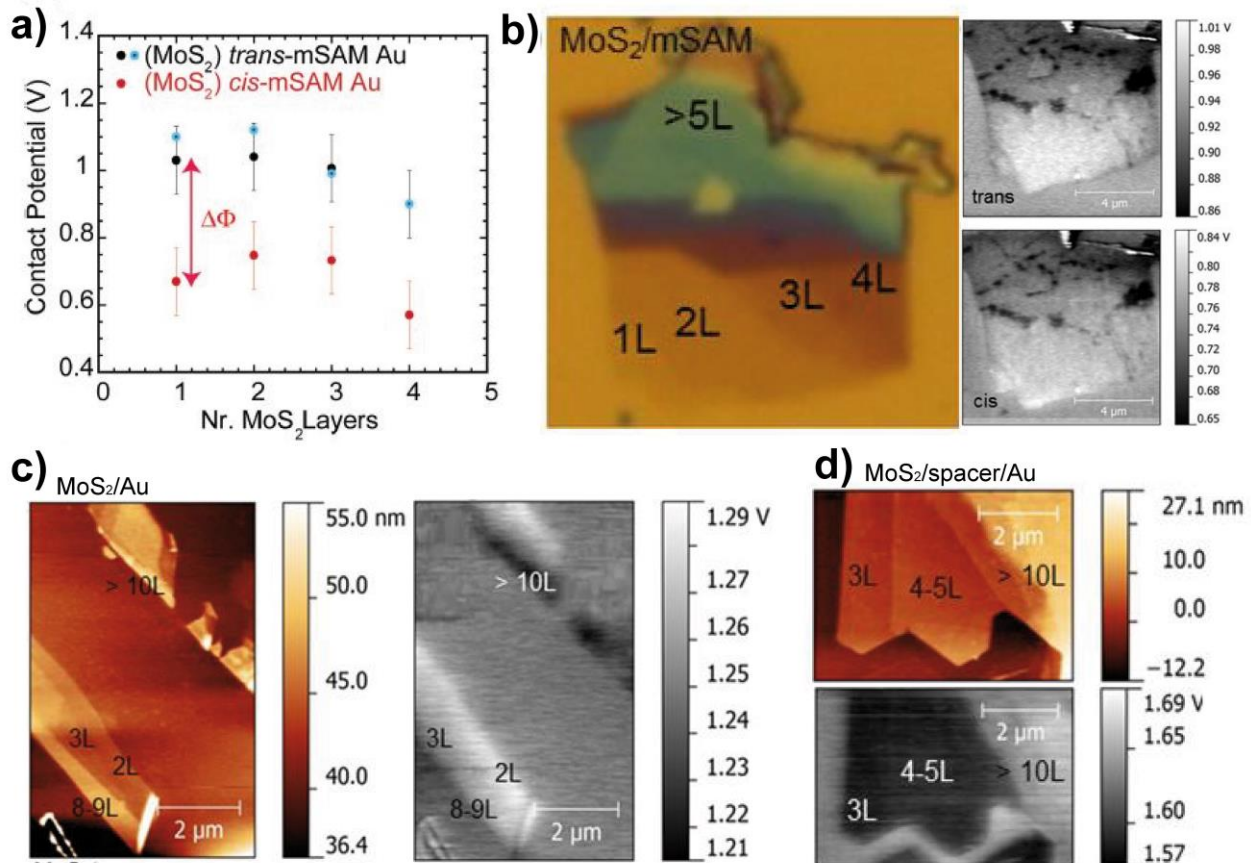 a)
Contact Potential (V)
1.4
1.2
1
0.8
0.6
0.4
(MoS₂) trans-mSAM Au
(MoS₂) cis-mSAM Au
ΔΦ
0 1 2 3 4 5
Nr. MoS₂Layers
b)
MoS₂/mSAM
>5L
1L 2L 3L 4L
trans
4 µm
1.01 V
0.98
0.96
0.94
0.92
0.90
0.88
0.86
cis
4 µm
0.84 V
0.80
0.78
0.76
0.74
0.72
0.70
0.68
0.65
c)
MoS₂/Au
> 10L
3L
2L
8-9L
2 µm
55.0 nm
50.0
45.0
40.0
36.4
> 10L
3L
2L
8-9L
2 µm
1.29 V
1.27
1.26
1.25
1.24
1.23
1.22
1.21
d)
MoS₂/spacer/Au
2 µm
3L 4-5L > 10L
27.1 nm
10.0
0.0
−12.2
2 µm
4-5L > 10L
3L
1.69 V
1.65
1.60
1.57